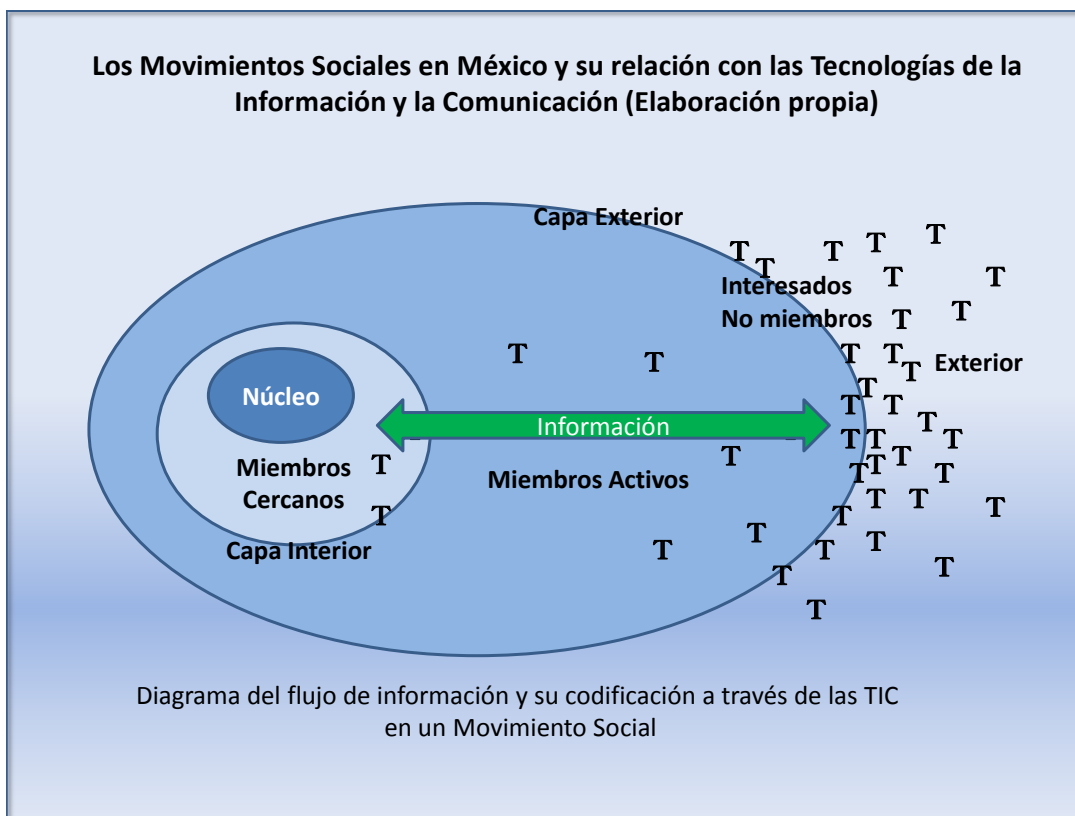 Los Movimientos Sociales en México y su relación con las Tecnologías de la
Información y la Comunicación (Elaboración propia)
Capa Exterior
T T T T T
T T T
Interesados
No miembros
T T
T T T T
Exterior
T
T
Núcleo
T T
T
Información
T T T
T T
Miembros
Cercanos
T T T T
Miembros Activos
T T T
T T
Capa Interior
T T
T T
T
T
T
Diagrama del flujo de información y su codificación a través de las TIC
en un Movimiento Social